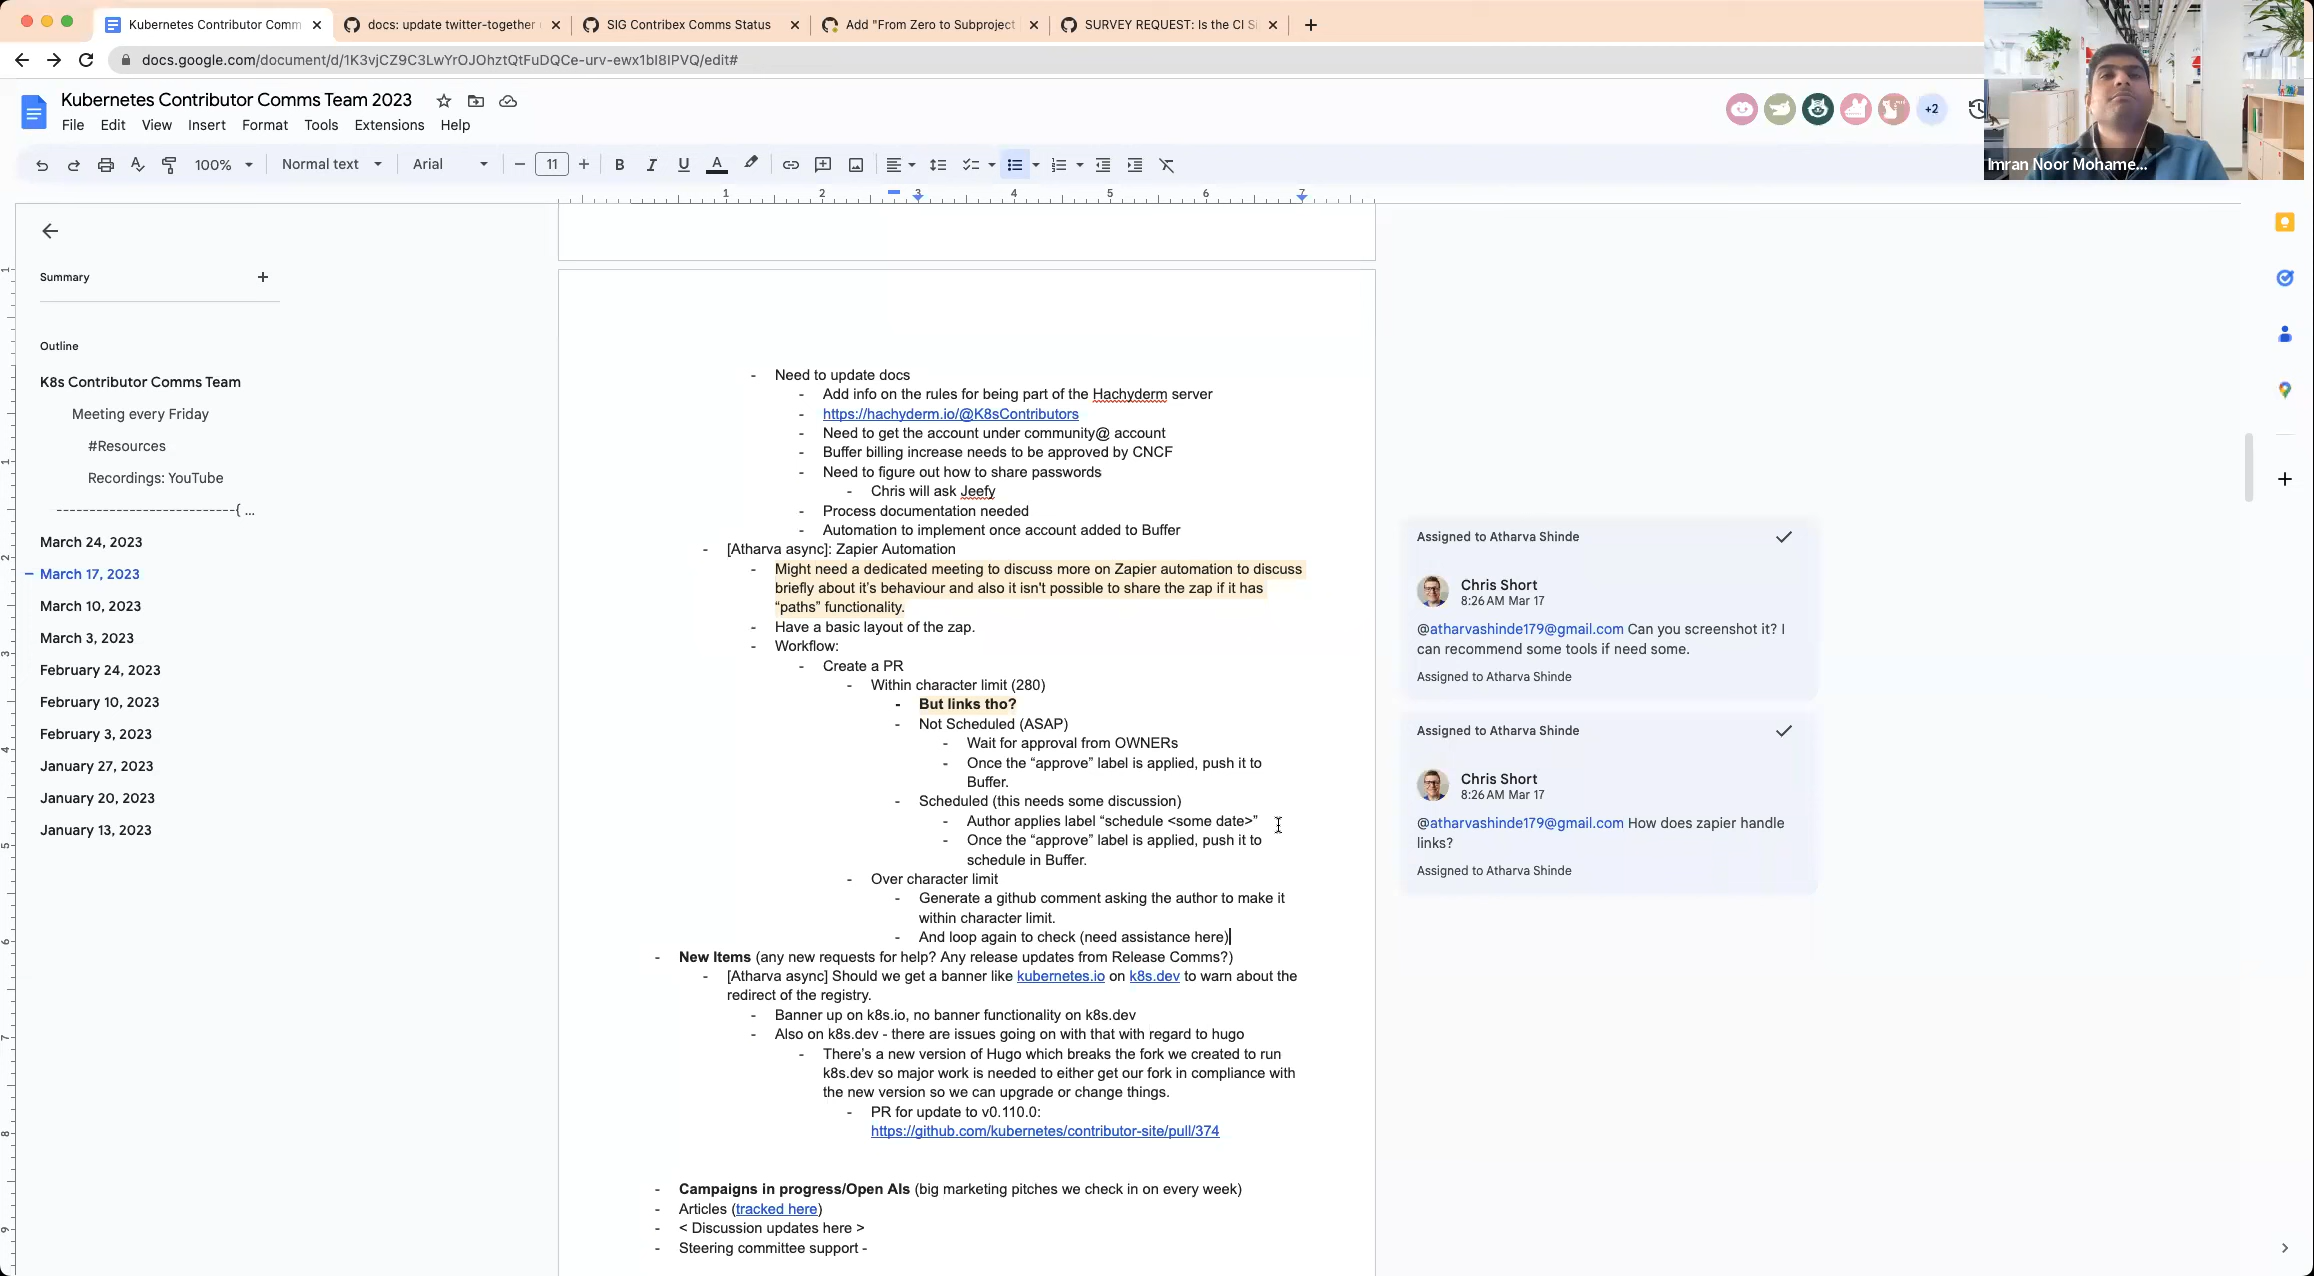 Kubernetes Contributor Comm
docs: update twitter-together
SIG Contribex Comms Status
Add "From Zero to Subproject
SURVEY REQUEST: Is the CI S
docs.google.com/document/d/1K3vjCZ9C3LwYrOJOhztQtFuDQCe-urv-ewx1bI8IPVQ/edit#
Kubernetes Contributor Comms Team 2023
+2
File Edit View Insert Format Tools Extensions Help
100% Normal text Arial 11
Imran Noor Mohame...
1 2 3 4 5 6 7
Summary
Outline
K8s Contributor Comms Team
Meeting every Friday
#Resources
Recordings: YouTube
---------------------------{ ...
March 24, 2023
March 17, 2023
March 10, 2023
March 3, 2023
February 24, 2023
February 10, 2023
February 3, 2023
January 27, 2023
January 20, 2023
January 13, 2023
- Need to update docs
- Add info on the rules for being part of the Hachyderm server
- https://hachyderm.io/@K8sContributors
- Need to get the account under community@ account
- Buffer billing increase needs to be approved by CNCF
- Need to figure out how to share passwords
- Chris will ask Jeefy
- Process documentation needed
- Automation to implement once account added to Buffer
- [Atharva async]: Zapier Automation
- Might need a dedicated meeting to discuss more on Zapier automation to discuss
briefly about it's behaviour and also it isn't possible to share the zap if it has
“paths” functionality.
- Have a basic layout of the zap.
- Workflow:
- Create a PR
- Within character limit (280)
- But links tho?
- Not Scheduled (ASAP)
- Wait for approval from OWNERs
- Once the “approve” label is applied, push it to
Buffer.
- Scheduled (this needs some discussion)
- Author applies label “schedule <some date>”
- Once the “approve” label is applied, push it to
schedule in Buffer.
- Over character limit
- Generate a github comment asking the author to make it
within character limit.
- And loop again to check (need assistance here)
- New Items (any new requests for help? Any release updates from Release Comms?)
- [Atharva async] Should we get a banner like kubernetes.io on k8s.dev to warn about the
redirect of the registry.
- Banner up on k8s.io, no banner functionality on k8s.dev
- Also on k8s.dev - there are issues going on with that with regard to hugo
- There's a new version of Hugo which breaks the fork we created to run
k8s.dev so major work is needed to either get our fork in compliance with
the new version so we can upgrade or change things.
- PR for update to v0.110.0:
https://github.com/kubernetes/contributor-site/pull/374
- Campaigns in progress/Open AIs (big marketing pitches we check in on every week)
- Articles (tracked here)
- < Discussion updates here >
- Steering committee support -
Assigned to Atharva Shinde
Chris Short
8:26 AM Mar 17
@atharvashinde179@gmail.com Can you screenshot it? I
can recommend some tools if need some.
Assigned to Atharva Shinde
Assigned to Atharva Shinde
Chris Short
8:26 AM Mar 17
@atharvashinde179@gmail.com How does zapier handle
links?
Assigned to Atharva Shinde
1
1
2
3
4
5
6
7
8
9